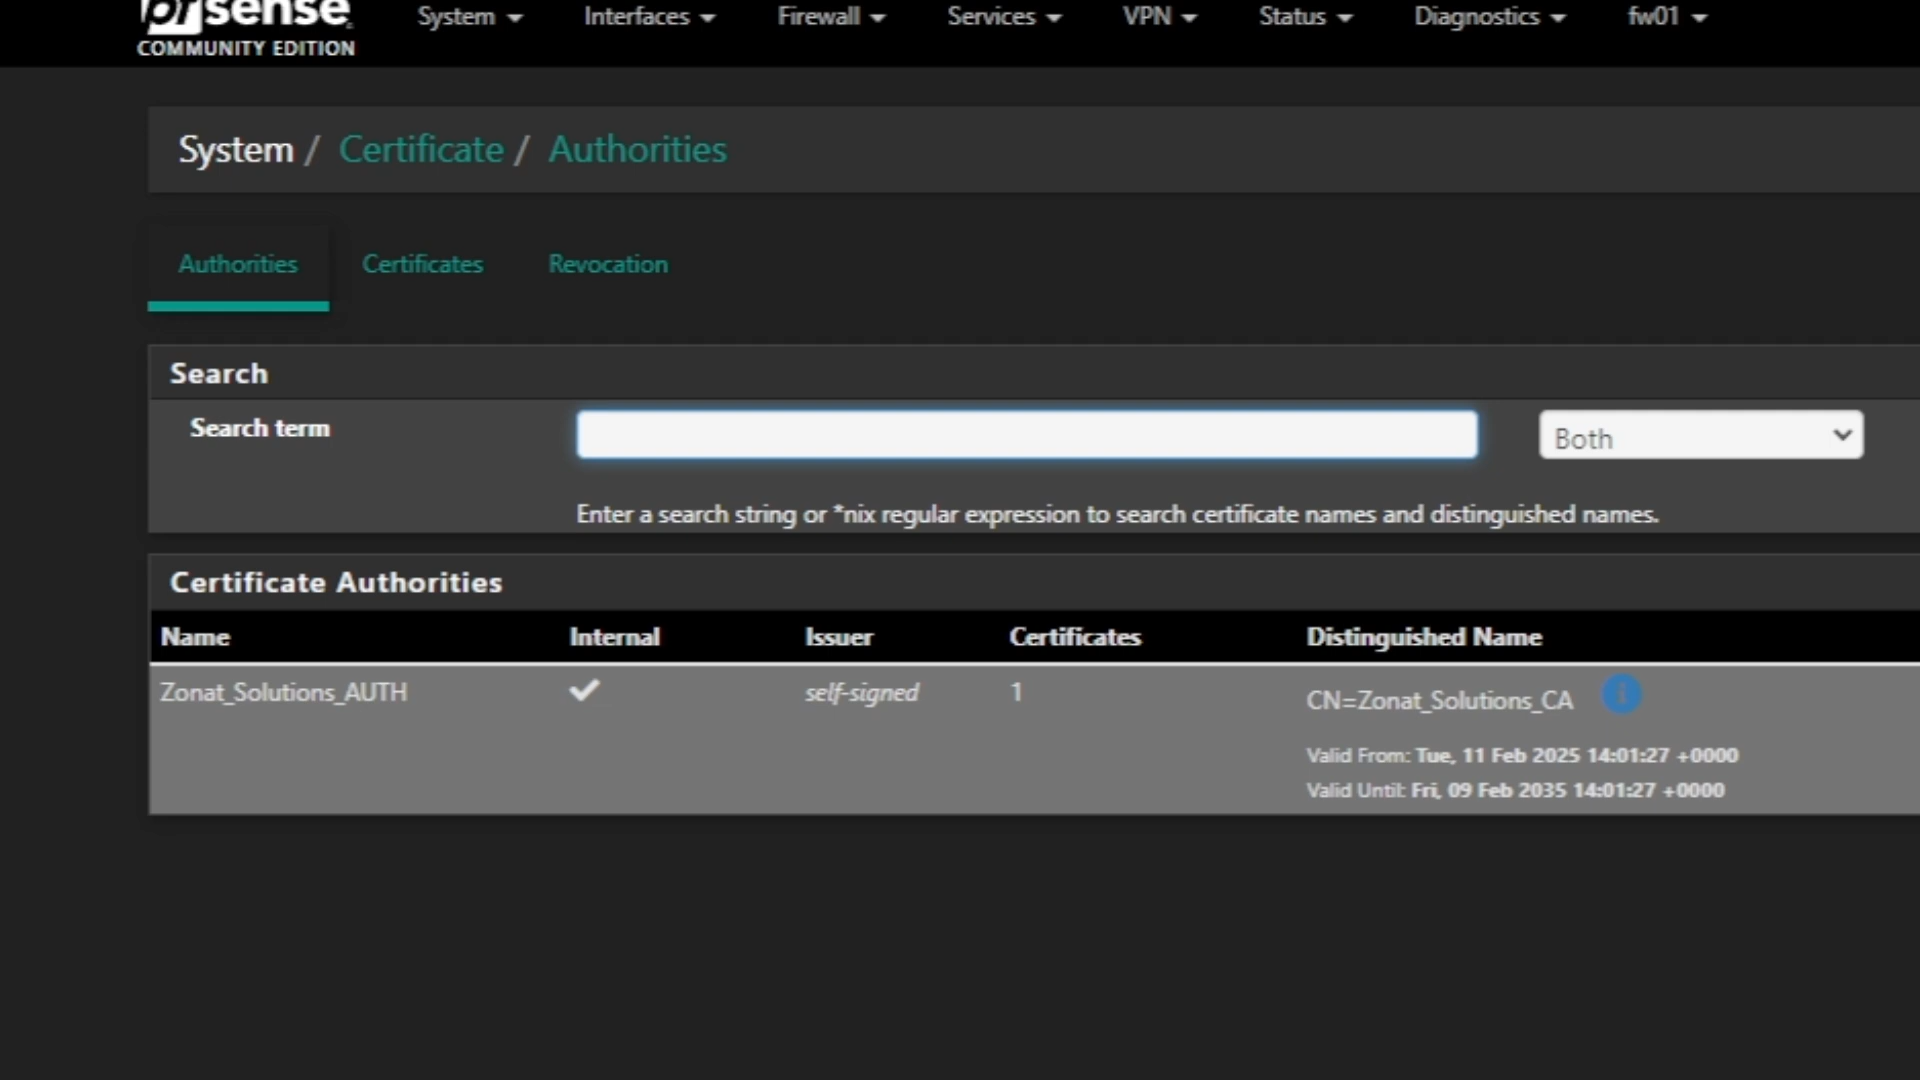 pfsense
COMMUNITY EDITION
System Interfaces Firewall Services VPN Status Diagnostics fw01
System / Certificate / Authorities
Authorities Certificates Revocation
Search
Search term Both
Enter a search string or *nix regular expression to search certificate names and distinguished names.
Certificate Authorities
Name Internal Issuer Certificates Distinguished Name
Zonat_Solutions_AUTH self-signed 1 CN=Zonat_Solutions_CA i
Valid From: Tue, 11 Feb 2025 14:01:27 +0000
Valid Until: Fri, 09 Feb 2035 14:01:27 +0000